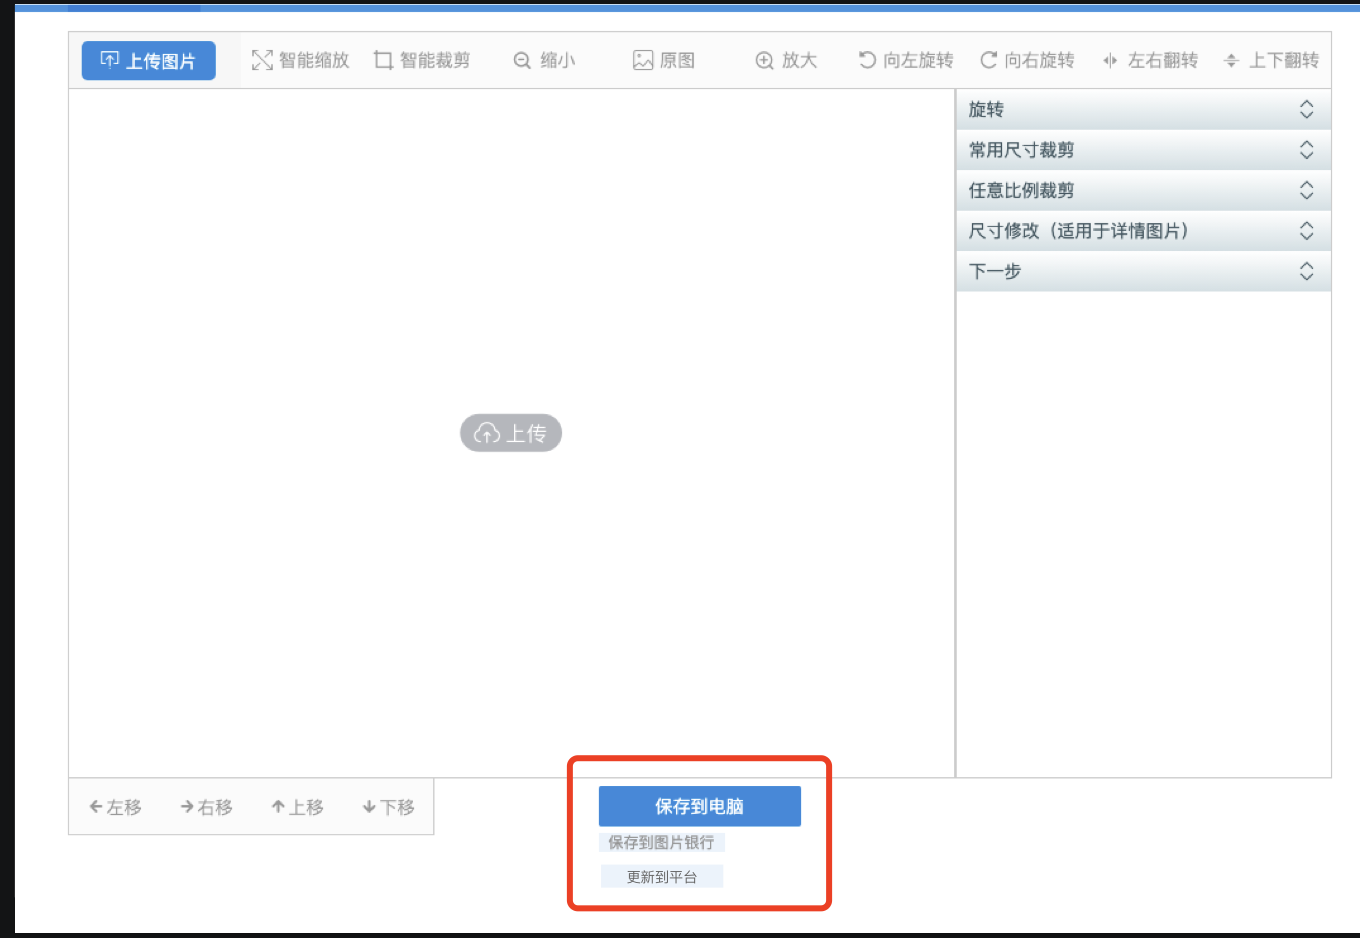 上传图片 智能缩放 智能裁剪 缩小 原图 放大 向左旋转 向右旋转 左右翻转 上下翻转
旋转
常用尺寸裁剪
任意比例裁剪
尺寸修改（适用于详情图片）
下一步
上传
左移 右移 上移 下移
保存到电脑
保存到图片银行
更新到平台